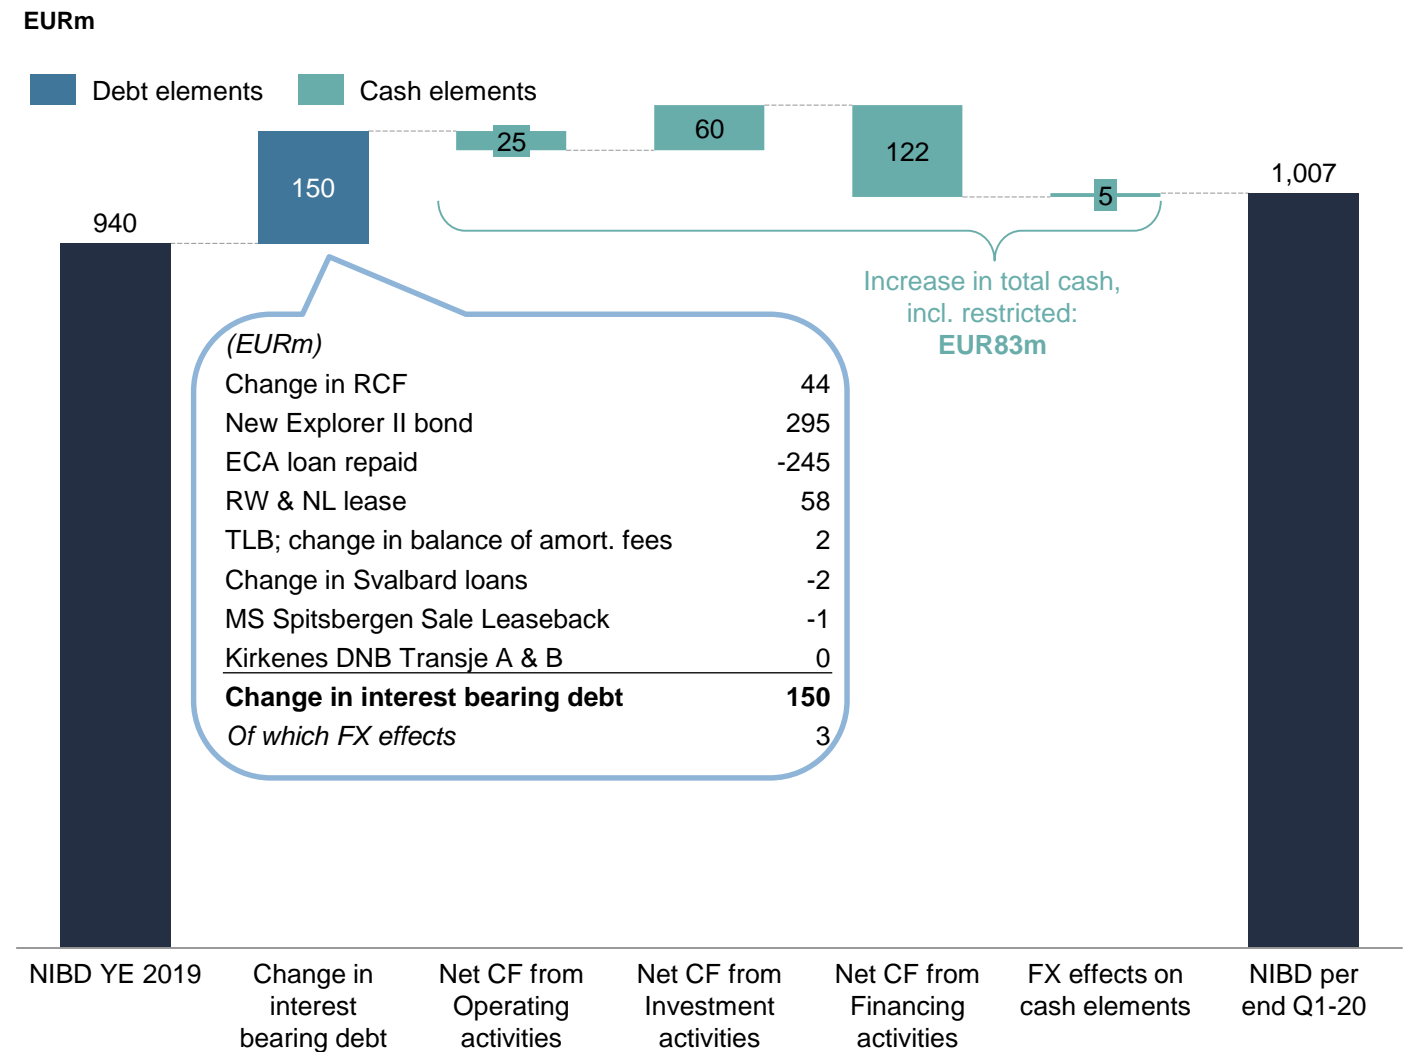 EURm
Debt elements
Cash elements
940
150
25
60
122
5
1,007
Increase in total cash,
incl. restricted:
EUR83m
(EURm)
Change in RCF 44
New Explorer II bond 295
ECA loan repaid -245
RW & NL lease 58
TLB; change in balance of amort. fees 2
Change in Svalbard loans -2
MS Spitsbergen Sale Leaseback -1
Kirkenes DNB Transje A & B 0
Change in interest bearing debt 150
Of which FX effects 3
NIBD YE 2019
Change in
interest
bearing debt
Net CF from
Operating
activities
Net CF from
Investment
activities
Net CF from
Financing
activities
FX effects on
cash elements
NIBD per
end Q1-20